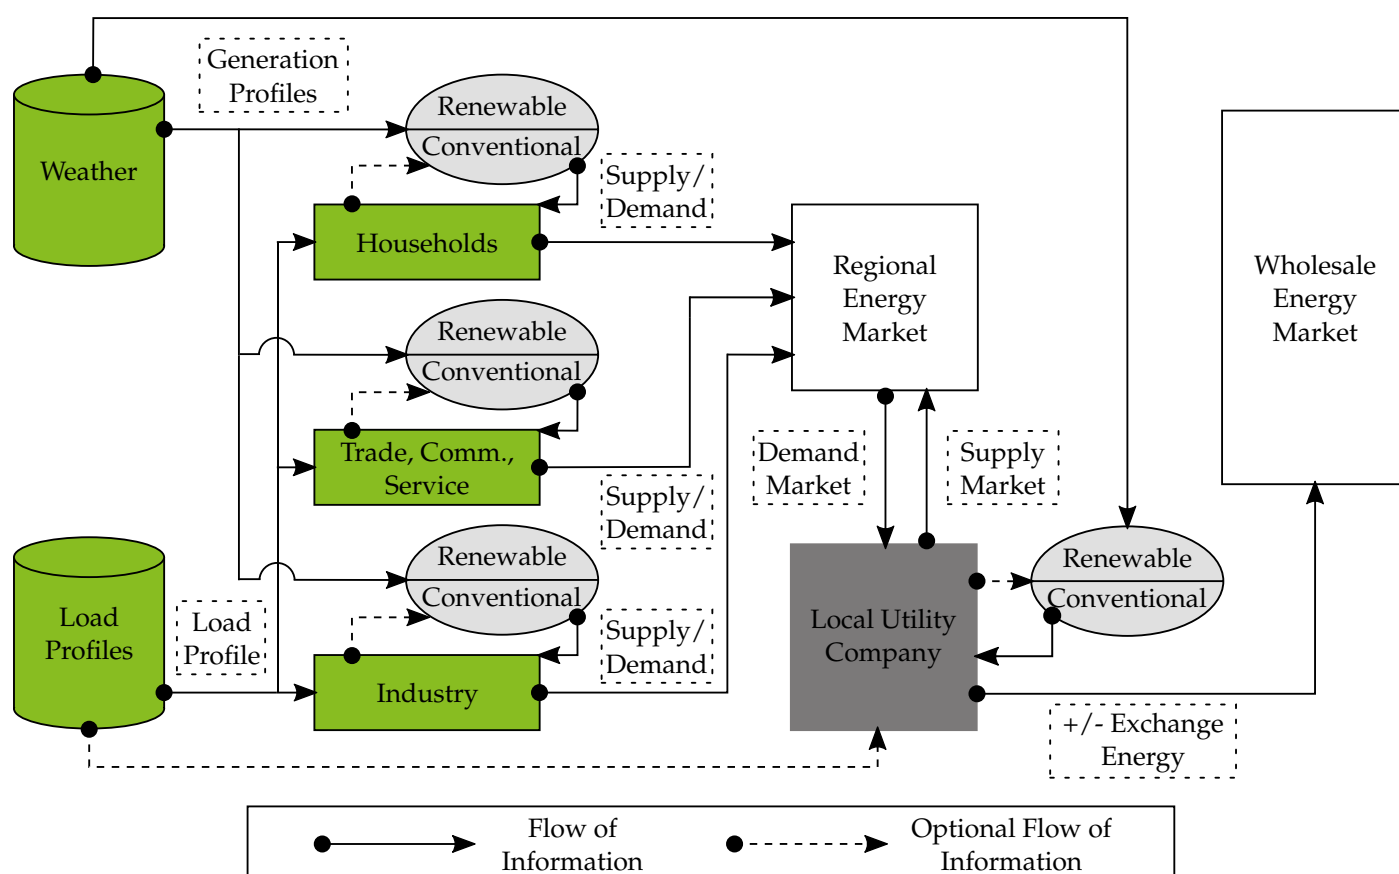 Generation
Profiles
Weather
Renewable
Conventional
Supply/
Demand
Households
Regional
Energy
Market
Wholesale
Energy
Market
Renewable
Conventional
Trade, Comm.,
Service
Supply/
Demand
Demand
Market
Supply
Market
Load
Profiles
Load
Profile
Renewable
Conventional
Supply/
Demand
Industry
Local Utility
Company
Renewable
Conventional
+/- Exchange
Energy
Flow of
Information
Optional Flow of
Information